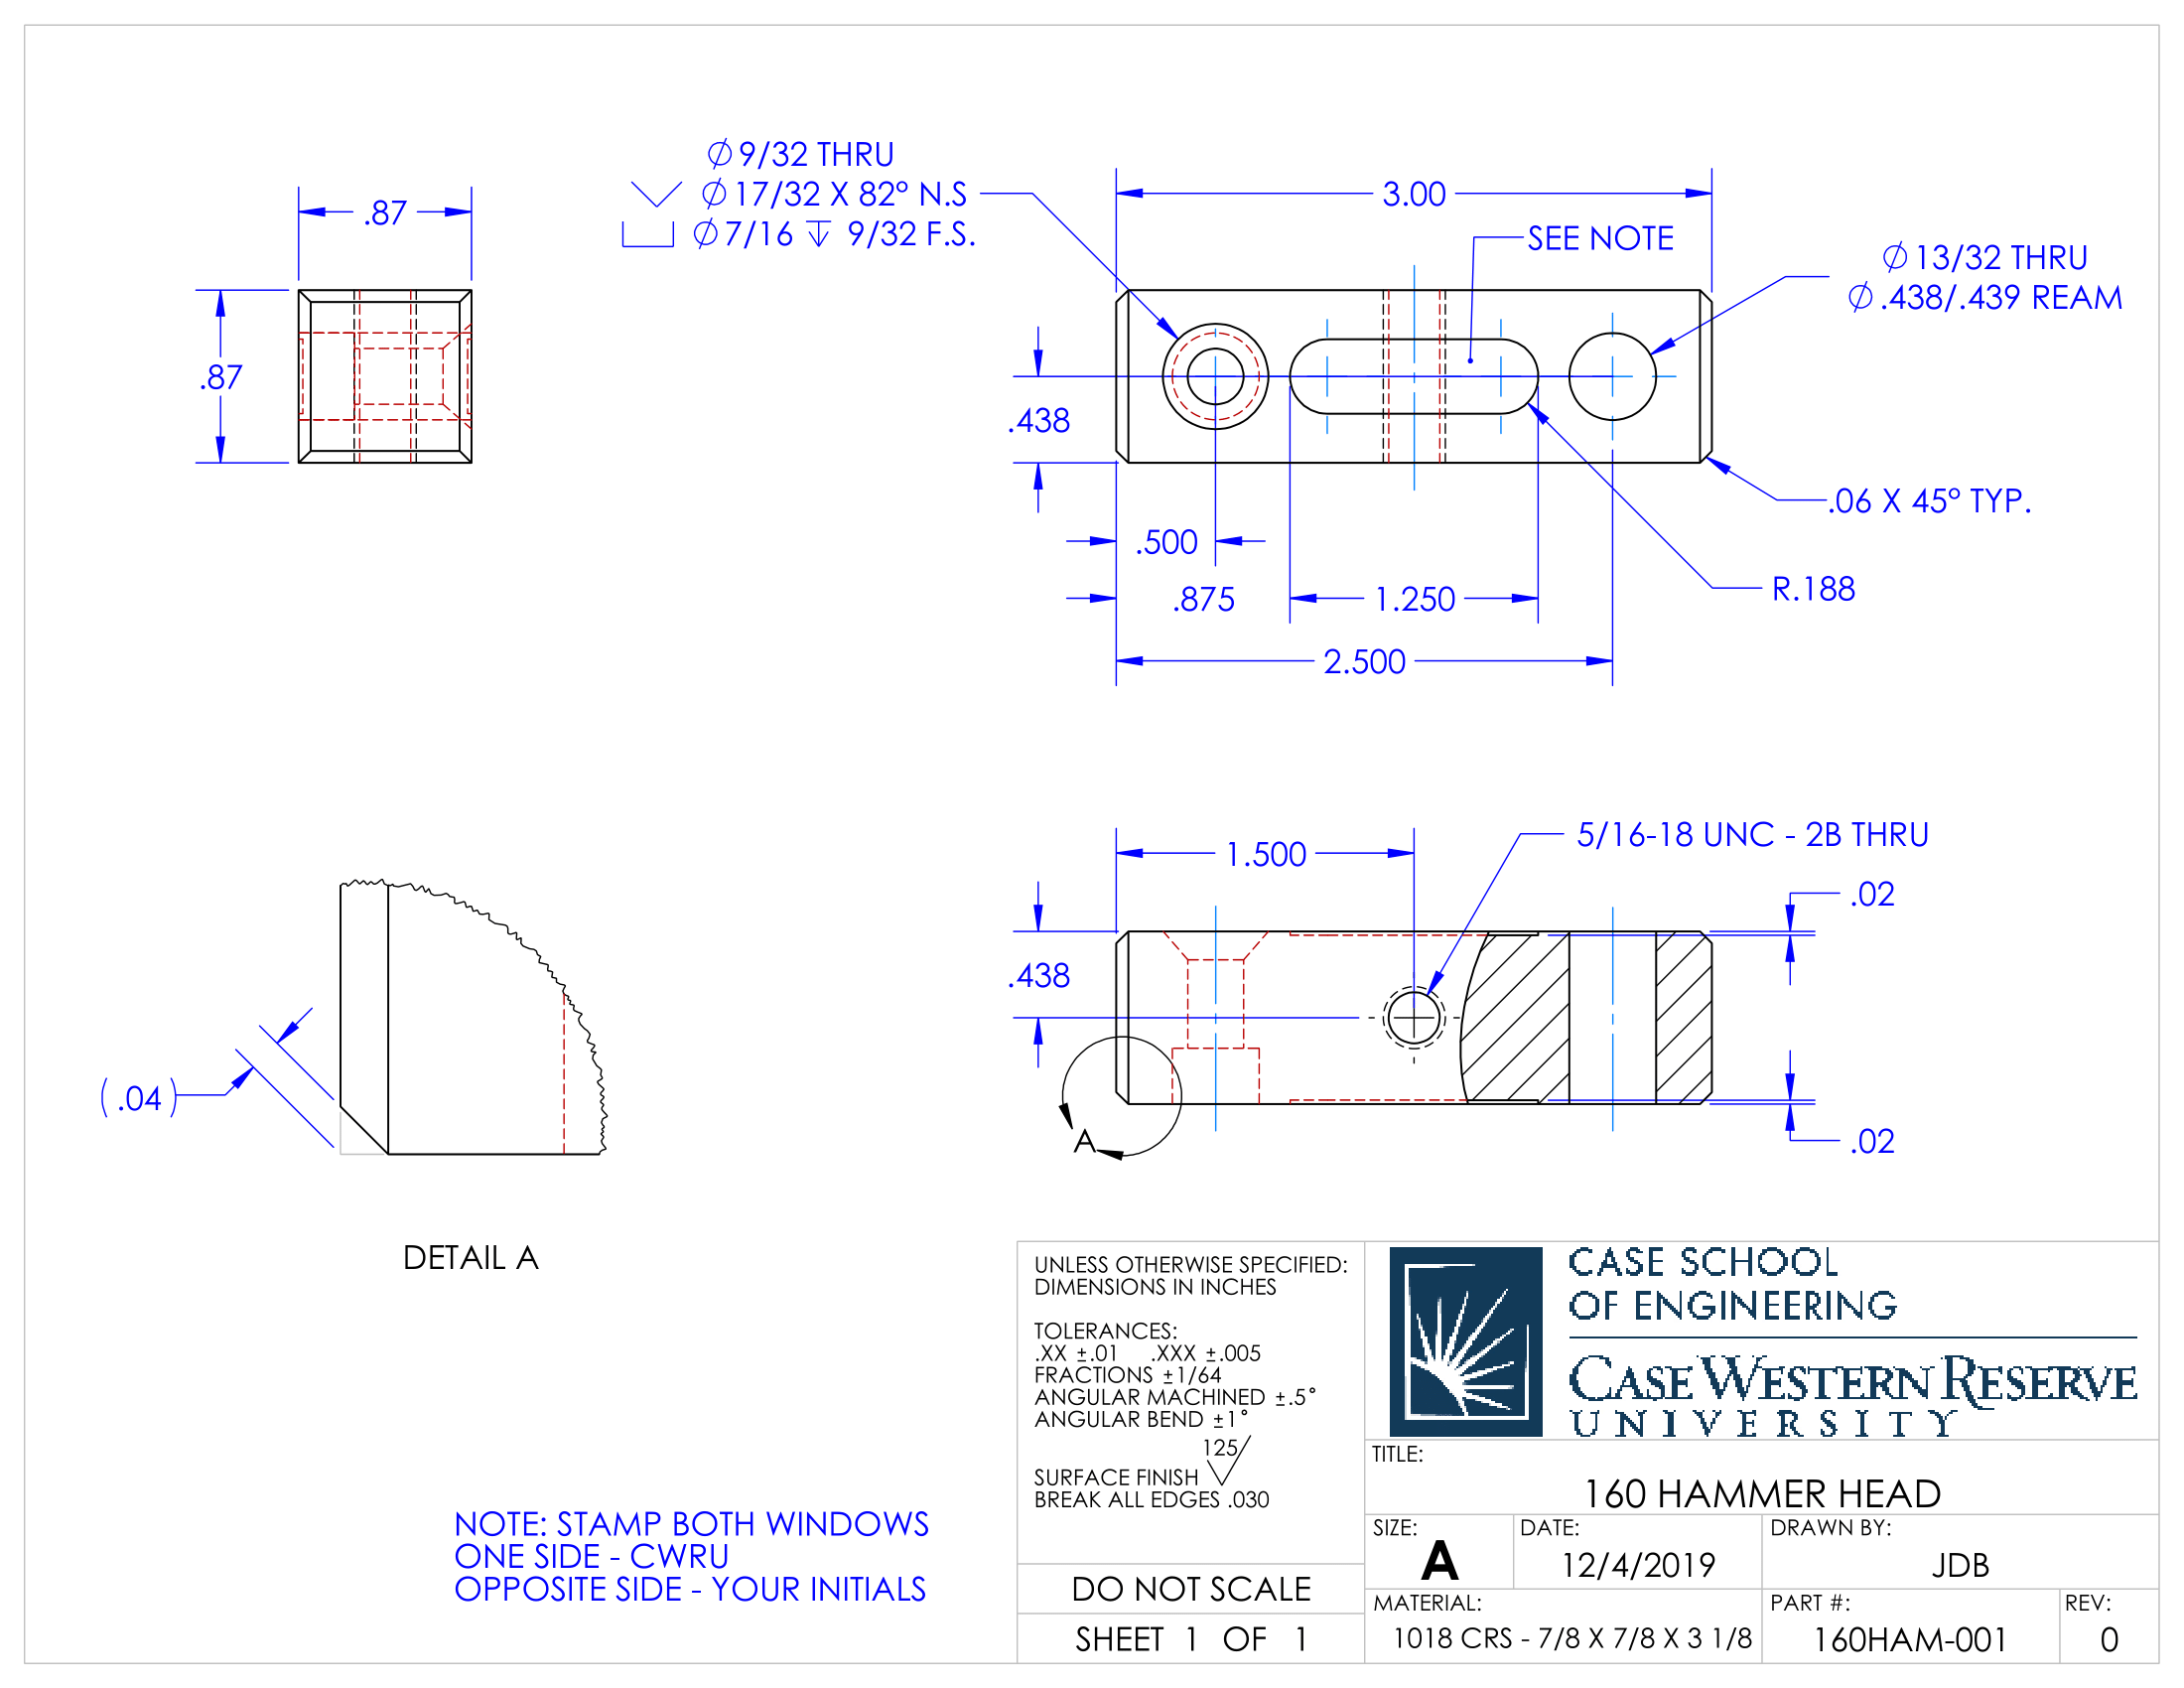 ⌀9/32 THRU
⌵ ⌀17/32 X 82° N.S
⌴ ⌀7/16 ↧ 9/32 F.S.
.87
.87
3.00
SEE NOTE
⌀13/32 THRU
⌀.438/.439 REAM
.438
.06 X 45° TYP.
.500
R.188
.875
1.250
2.500
5/16-18 UNC - 2B THRU
1.500
.02
.438
(.04)
A
.02
DETAIL A
NOTE: STAMP BOTH WINDOWS
ONE SIDE - CWRU
OPPOSITE SIDE - YOUR INITIALS
UNLESS OTHERWISE SPECIFIED:
DIMENSIONS IN INCHES
TOLERANCES:
.XX ±.01 .XXX ±.005
FRACTIONS ±1/64
ANGULAR MACHINED ±.5°
ANGULAR BEND ±1°
125
SURFACE FINISH
BREAK ALL EDGES .030
DO NOT SCALE
SHEET 1 OF 1
CASE SCHOOL
OF ENGINEERING
CASE WESTERN RESERVE
UNIVERSITY
TITLE:
160 HAMMER HEAD
SIZE:
A
DATE:
12/4/2019
DRAWN BY:
JDB
MATERIAL:
1018 CRS - 7/8 X 7/8 X 3 1/8
PART #:
160HAM-001
REV:
0